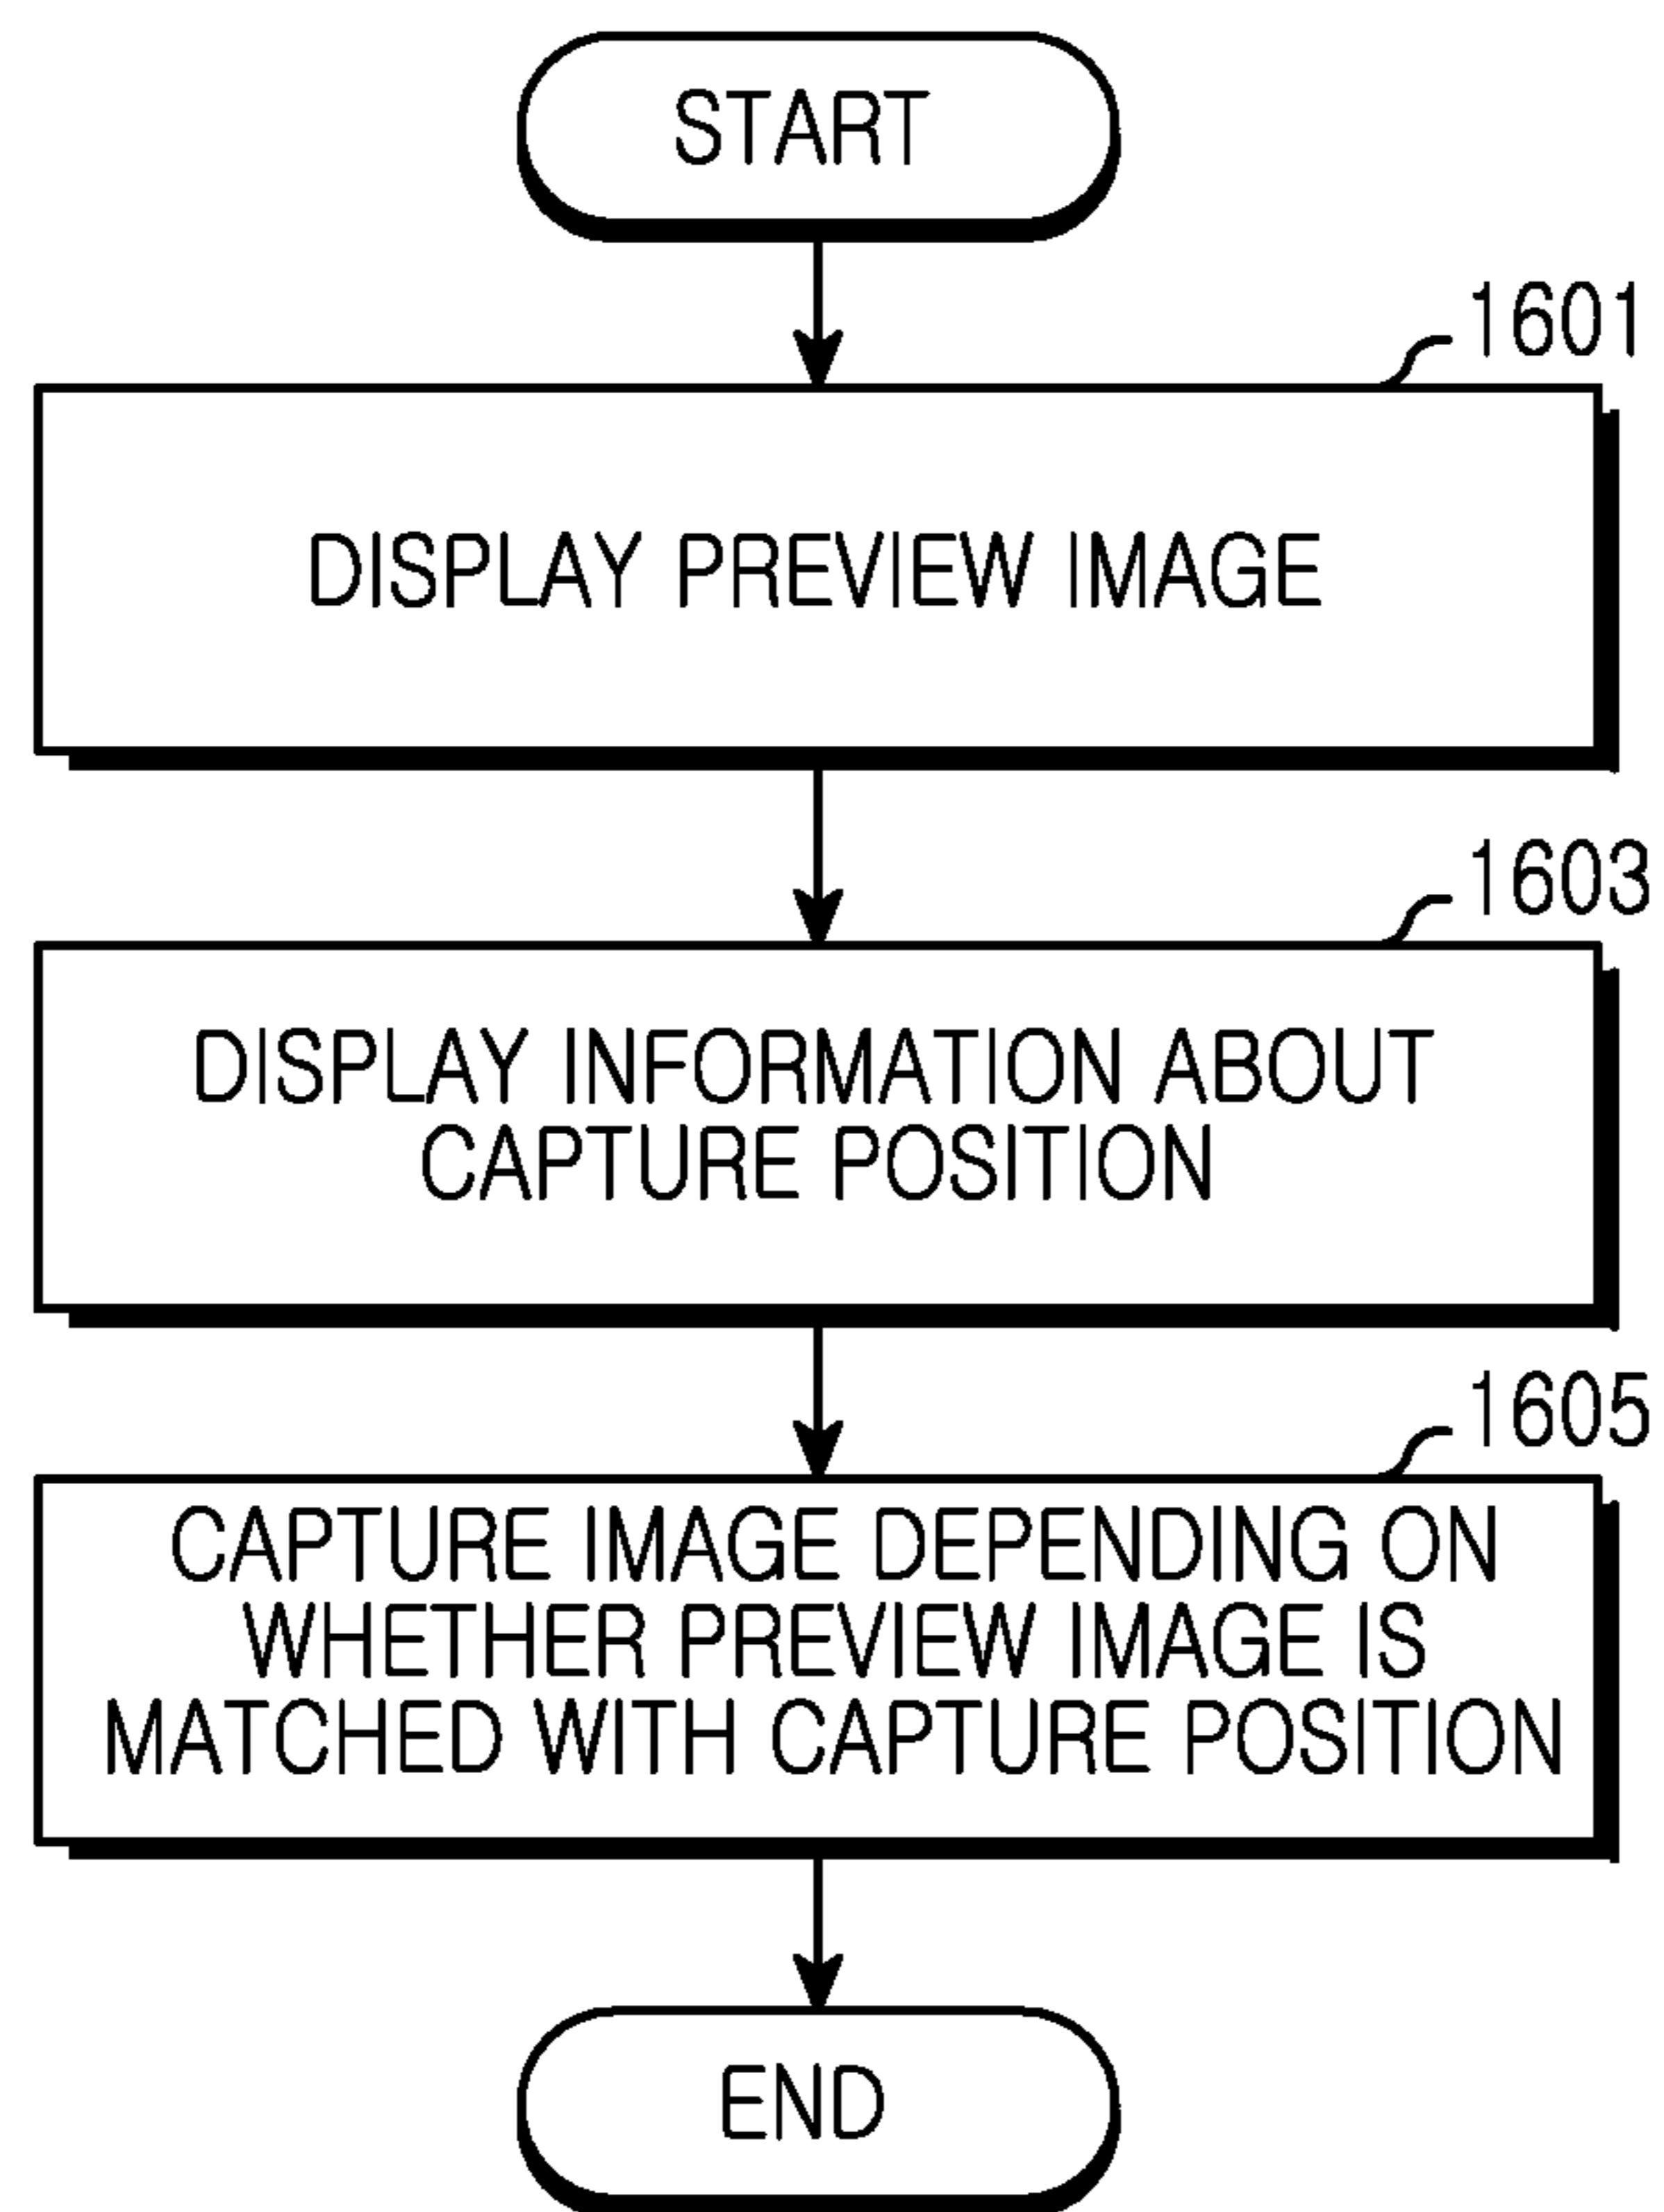 START
1601
DISPLAY PREVIEW IMAGE
1603
DISPLAY INFORMATION ABOUT
CAPTURE POSITION
1605
CAPTURE IMAGE DEPENDING ON
WHETHER PREVIEW IMAGE IS
MATCHED WITH CAPTURE POSITION
END